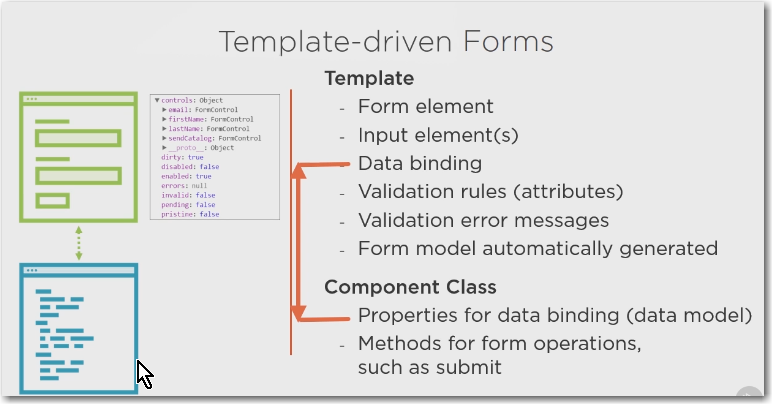 Template-driven Forms
▼controls: Object
▶email: FormControl
▶firstName: FormControl
▶lastName: FormControl
▶sendCatalog: FormControl
▶__proto__: Object
dirty: true
disabled: false
enabled: true
errors: null
invalid: false
pending: false
pristine: false
Template
- Form element
- Input element(s)
- Data binding
- Validation rules (attributes)
- Validation error messages
- Form model automatically generated
Component Class
- Properties for data binding (data model)
- Methods for form operations,
such as submit